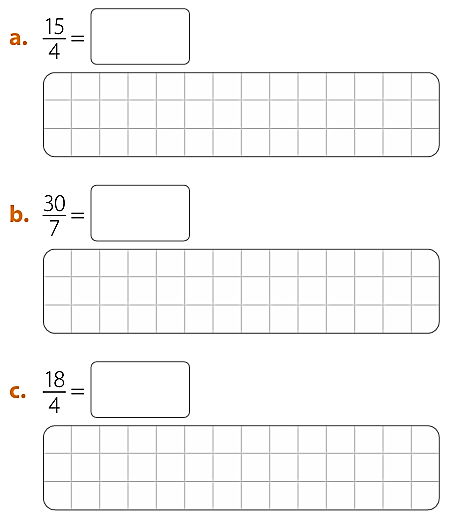 a. 15/4 =
b. 30/7 =
c. 18/4 =